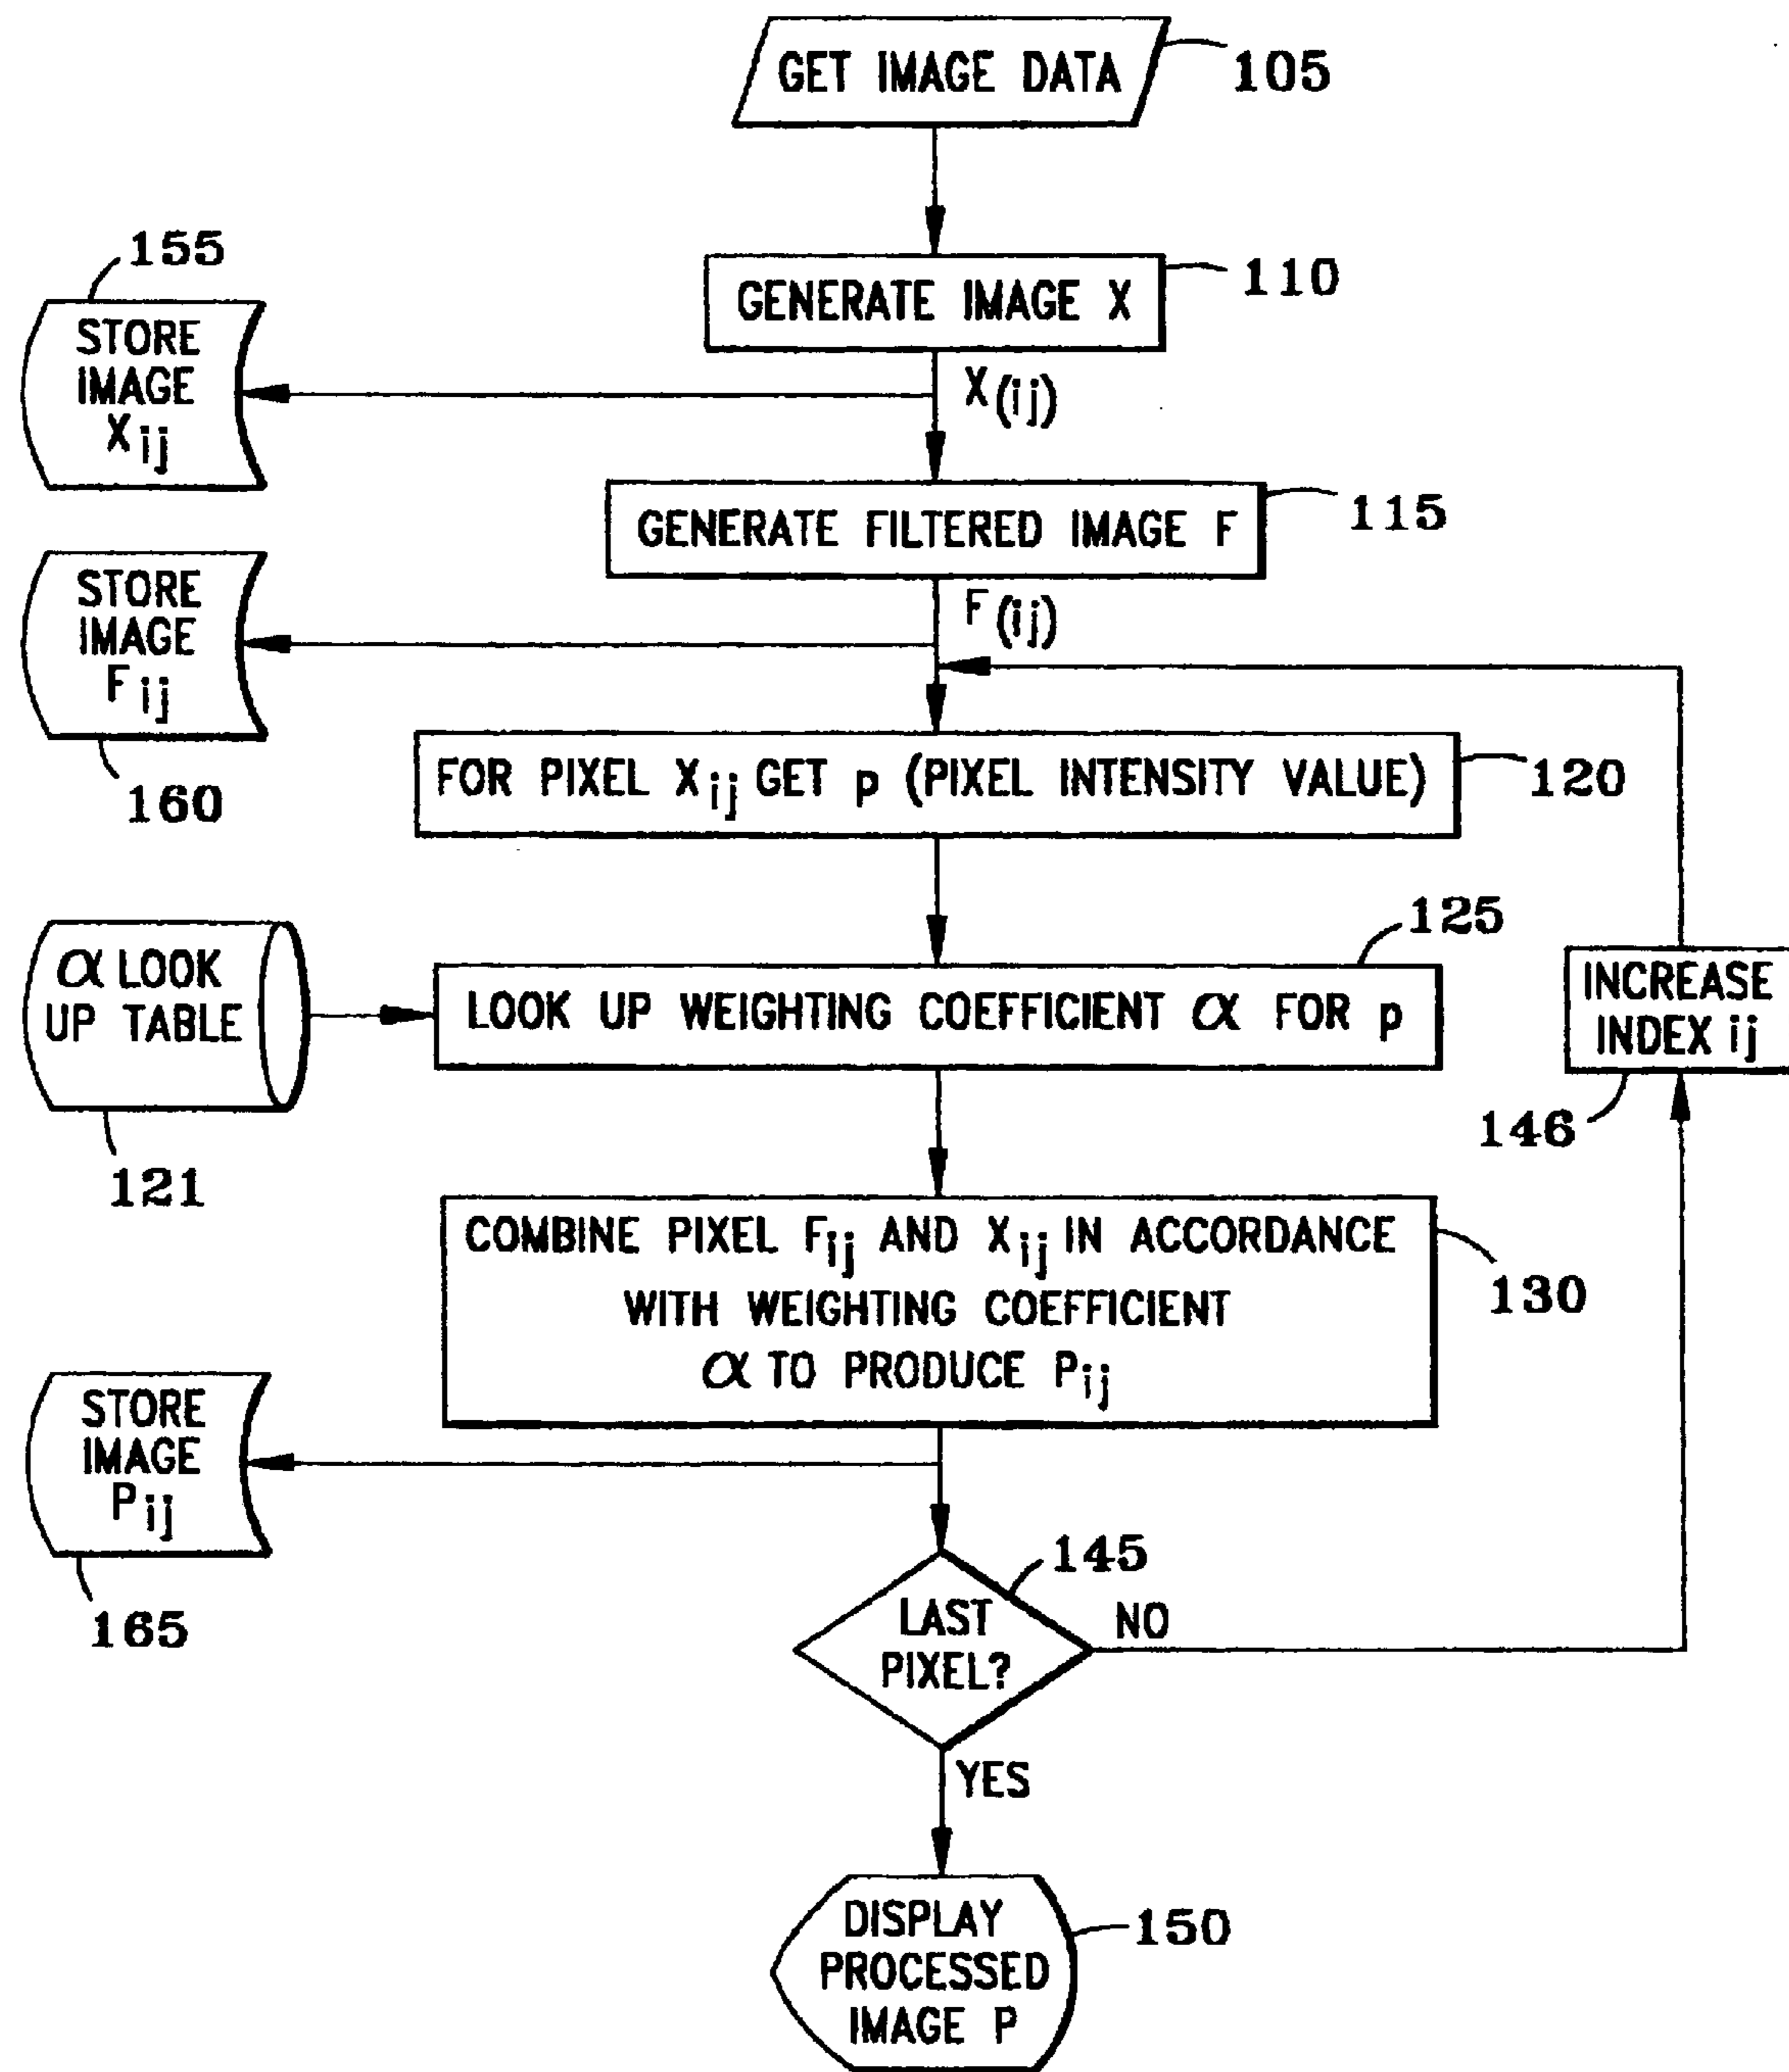 GET IMAGE DATA
105
GENERATE IMAGE X
110
155
STORE
IMAGE
X ij
X(ij)
GENERATE FILTERED IMAGE F
115
STORE
IMAGE
F ij
160
F(ij)
FOR PIXEL Xij GET p (PIXEL INTENSITY VALUE)
120
α LOOK
UP TABLE
121
LOOK UP WEIGHTING COEFFICIENT α FOR p
125
INCREASE
INDEX ij
146
COMBINE PIXEL Fij AND Xij IN ACCORDANCE
WITH WEIGHTING COEFFICIENT
α TO PRODUCE Pij
130
STORE
IMAGE
Pij
165
LAST
PIXEL?
145
NO
YES
DISPLAY
PROCESSED
IMAGE P
150